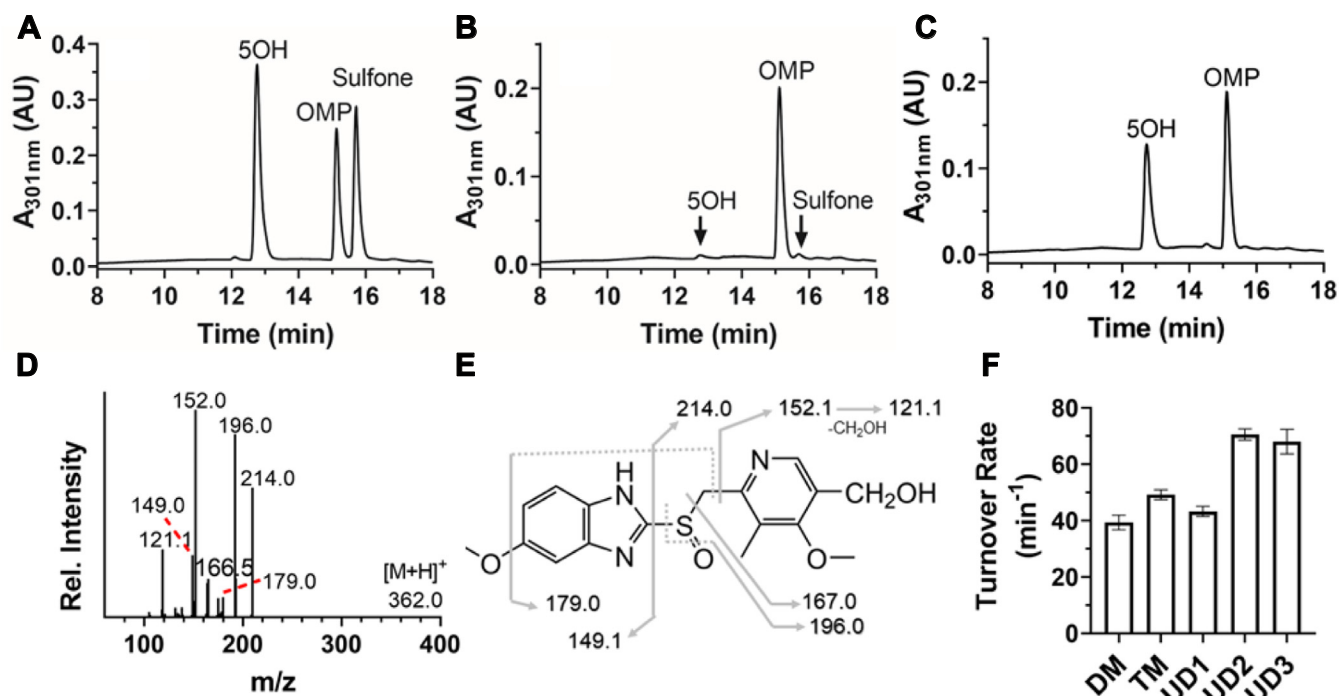 A
0.4
0.3
0.2
0.1
0.0
A301nm (AU)
5OH
OMP
Sulfone
8 10 12 14 16 18
Time (min)
B
0.2
0.1
0.0
A301nm (AU)
OMP
5OH
Sulfone
8 10 12 14 16 18
Time (min)
C
0.2
0.1
0.0
A301nm (AU)
OMP
5OH
8 10 12 14 16 18
Time (min)
D
Rel. Intensity
152.0
196.0
214.0
149.0
121.1
166.5
179.0
[M+H]+
362.0
100 200 300 400
m/z
E
214.0
152.1
121.1
-CH2OH
H
N
N
N
S
O
O
O
CH2OH
179.0
149.1
167.0
196.0
F
80
60
40
20
0
Turnover Rate
(min-1)
DM TM UD1 UD2 UD3